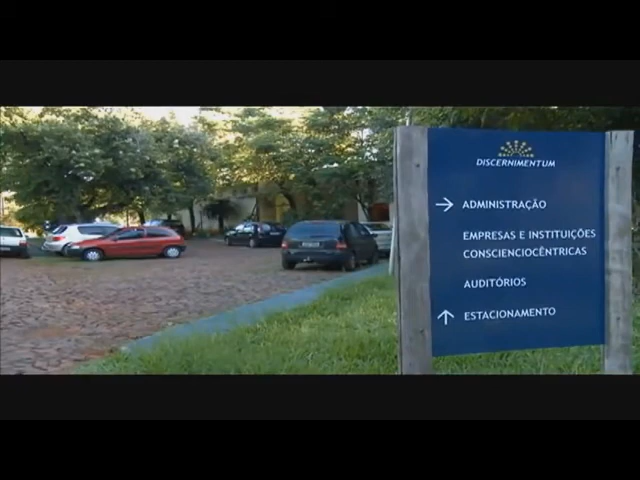 DISCERNIMENTUM
→ ADMINISTRAÇÃO
EMPRESAS E INSTITUIÇÕES
CONSCIENCIOCÊNTRICAS
AUDITÓRIOS
↑ ESTACIONAMENTO